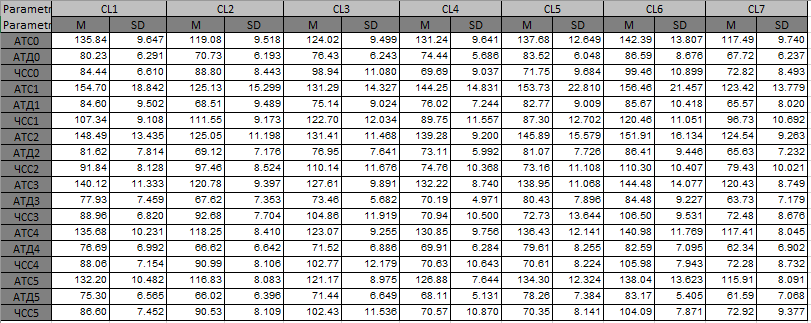 Parametr CL1 CL2 CL3 CL4 CL5 CL6 CL7
Parametr M SD M SD M SD M SD M SD M SD M SD
АТС0 135.84 9.647 119.08 9.518 124.02 9.499 131.24 9.641 137.68 12.649 142.39 13.807 117.49 9.740
АТД0 80.23 6.291 70.73 6.193 76.43 6.243 74.44 5.686 83.52 6.048 86.59 8.676 67.72 6.237
ЧСС0 84.44 6.610 88.80 8.443 98.94 11.080 69.69 9.037 71.75 9.684 99.46 10.899 72.82 8.493
АТС1 154.70 18.842 125.13 15.299 131.29 14.327 144.25 14.831 153.73 22.810 156.46 21.457 123.42 13.779
АТД1 84.60 9.502 68.51 9.489 75.14 9.024 76.02 7.244 82.77 9.009 85.67 10.418 65.57 8.020
ЧСС1 107.34 9.108 111.55 9.173 122.70 12.034 89.75 11.557 87.30 12.702 120.46 11.051 96.73 10.692
АТС2 148.49 13.435 125.05 11.198 131.41 11.468 139.28 9.200 145.89 15.579 151.91 16.134 124.54 9.263
АТД2 81.62 7.814 69.12 7.176 76.95 7.641 73.11 5.992 81.07 7.726 86.41 9.446 65.63 7.232
ЧСС2 91.84 8.128 97.46 8.524 110.14 11.676 74.76 10.368 73.16 11.108 110.30 10.407 79.43 10.021
АТС3 140.12 11.333 120.78 9.397 127.61 9.891 132.22 8.740 138.95 11.068 144.48 14.077 120.43 8.749
АТД3 77.93 7.459 67.62 7.353 73.46 5.682 70.19 4.971 80.43 7.896 84.48 9.227 63.73 7.179
ЧСС3 88.96 6.820 92.68 7.704 104.86 11.919 70.94 10.500 72.73 13.644 106.50 9.531 72.48 8.676
АТС4 135.68 10.231 118.25 8.410 123.07 9.255 130.85 9.756 136.43 12.141 140.98 11.769 117.41 8.045
АТД4 76.69 6.992 66.62 6.642 71.52 6.886 69.91 6.284 79.61 8.255 82.59 7.095 62.34 6.902
ЧСС4 88.06 7.154 90.99 8.106 102.77 12.179 70.63 10.643 70.61 8.224 105.98 7.943 72.28 8.732
АТС5 132.20 10.482 116.83 8.083 121.17 8.975 126.88 7.644 134.30 12.324 138.04 13.623 115.91 8.091
АТД5 75.30 6.565 66.02 6.396 71.44 6.649 68.11 5.131 78.26 7.384 83.17 5.405 61.59 7.068
ЧСС5 86.60 7.452 90.53 8.109 102.43 11.536 70.57 10.870 70.35 8.141 104.09 7.871 72.92 9.377